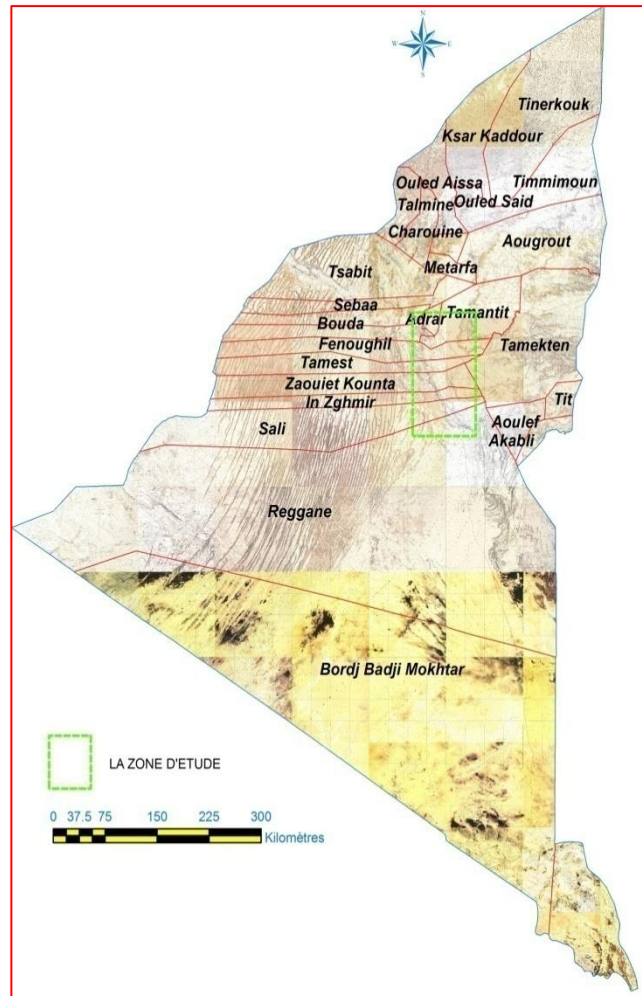 N
W E
S
Tinerkouk
Ksar Kaddour
Ouled Aissa
Timmimoun
Talmine
Ouled Said
Charouine
Aougrout
Metarfa
Tsabit
Sebaa
Tamantit
Adrar
Bouda
Fenoughil
Tamekten
Tamest
Zaouiet Kounta
Tit
In Zghmir
Sali
Aoulef
Akabli
Reggane
Bordj Badji Mokhtar
LA ZONE D'ETUDE
0 37.5 75 150 225 300
Kilomètres